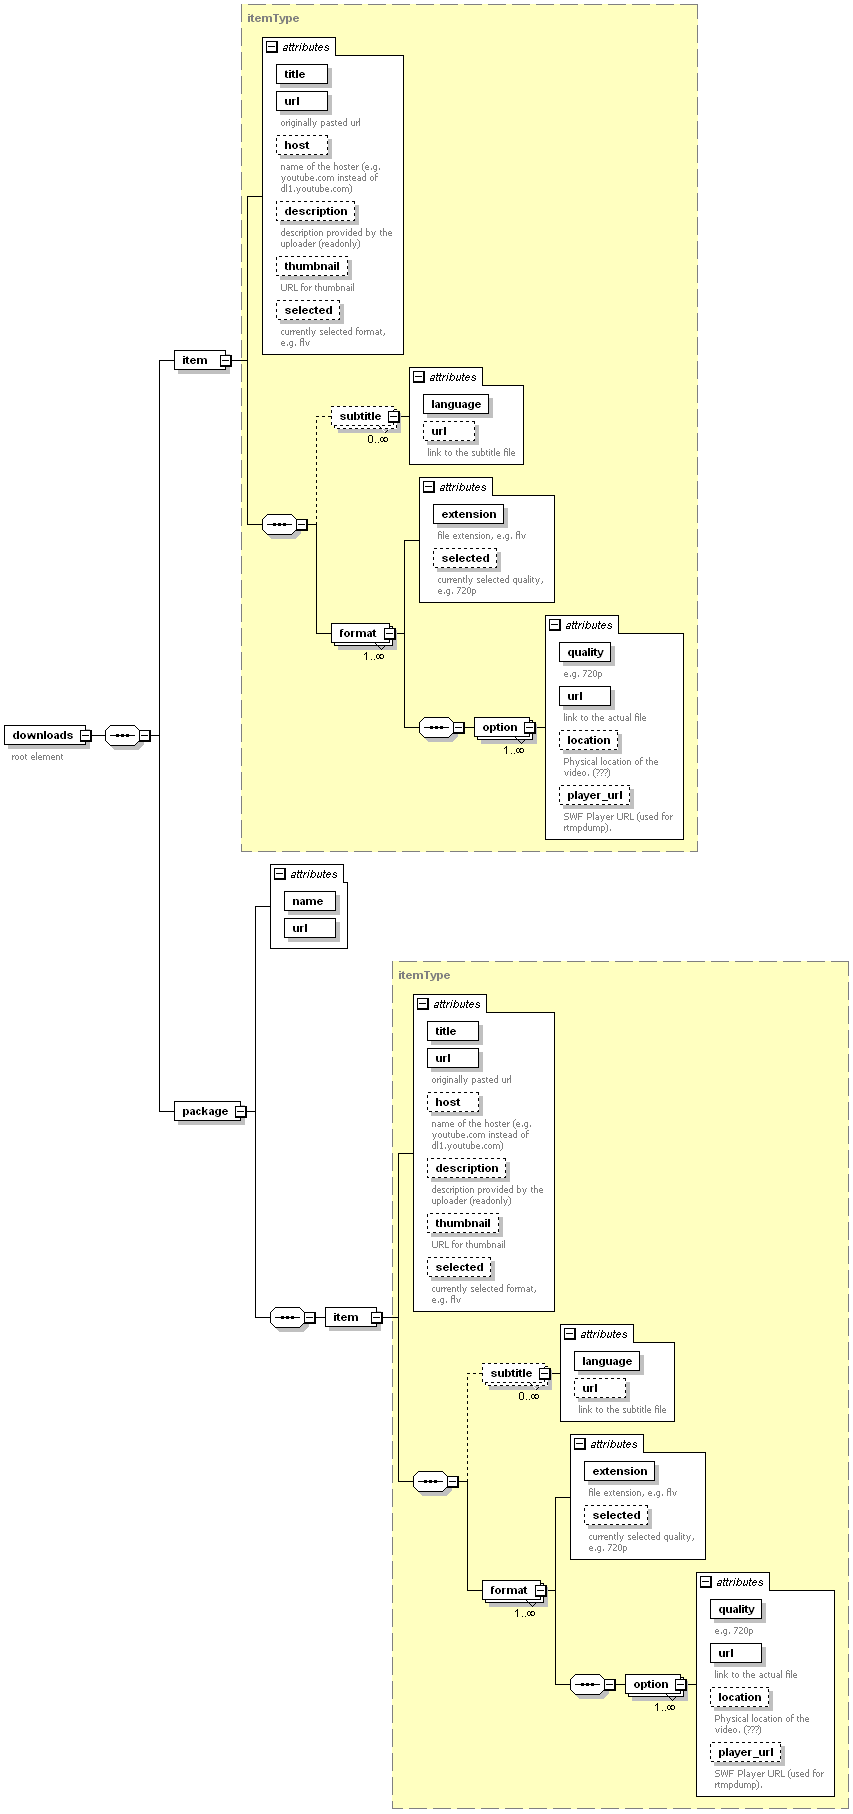 itemType
attributes
title
url
originally pasted url
host
name of the hoster (e.g.
youtube.com instead of
dl1.youtube.com)
description
description provided by the
uploader (readonly)
thumbnail
URL for thumbnail
selected
currently selected format,
e.g. flv
item
attributes
language
subtitle
0..∞
url
link to the subtitle file
attributes
extension
file extension, e.g. flv
selected
currently selected quality,
e.g. 720p
format
1..∞
attributes
quality
e.g. 720p
url
link to the actual file
option
1..∞
location
Physical location of the
video. (???)
player_url
SWF Player URL (used for
rtmpdump).
downloads
root element
attributes
name
url
package
itemType
attributes
title
url
originally pasted url
host
name of the hoster (e.g.
youtube.com instead of
dl1.youtube.com)
description
description provided by the
uploader (readonly)
thumbnail
URL for thumbnail
selected
currently selected format,
e.g. flv
item
attributes
language
subtitle
0..∞
url
link to the subtitle file
attributes
extension
file extension, e.g. flv
selected
currently selected quality,
e.g. 720p
format
1..∞
attributes
quality
e.g. 720p
url
link to the actual file
option
1..∞
location
Physical location of the
video. (???)
player_url
SWF Player URL (used for
rtmpdump).